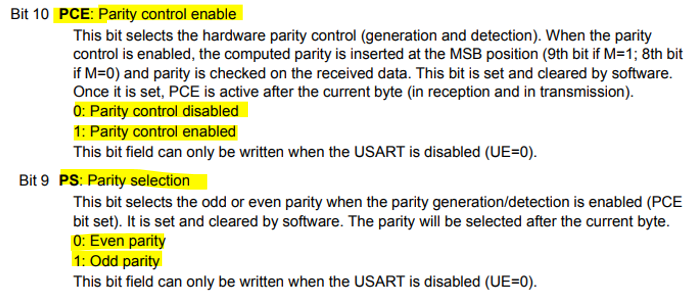 Bit 10 PCE: Parity control enable
This bit selects the hardware parity control (generation and detection). When the parity
control is enabled, the computed parity is inserted at the MSB position (9th bit if M=1; 8th bit
if M=0) and parity is checked on the received data. This bit is set and cleared by software.
Once it is set, PCE is active after the current byte (in reception and in transmission).
0: Parity control disabled
1: Parity control enabled
This bit field can only be written when the USART is disabled (UE=0).
Bit 9 PS: Parity selection
This bit selects the odd or even parity when the parity generation/detection is enabled (PCE
bit set). It is set and cleared by software. The parity will be selected after the current byte.
0: Even parity
1: Odd parity
This bit field can only be written when the USART is disabled (UE=0).